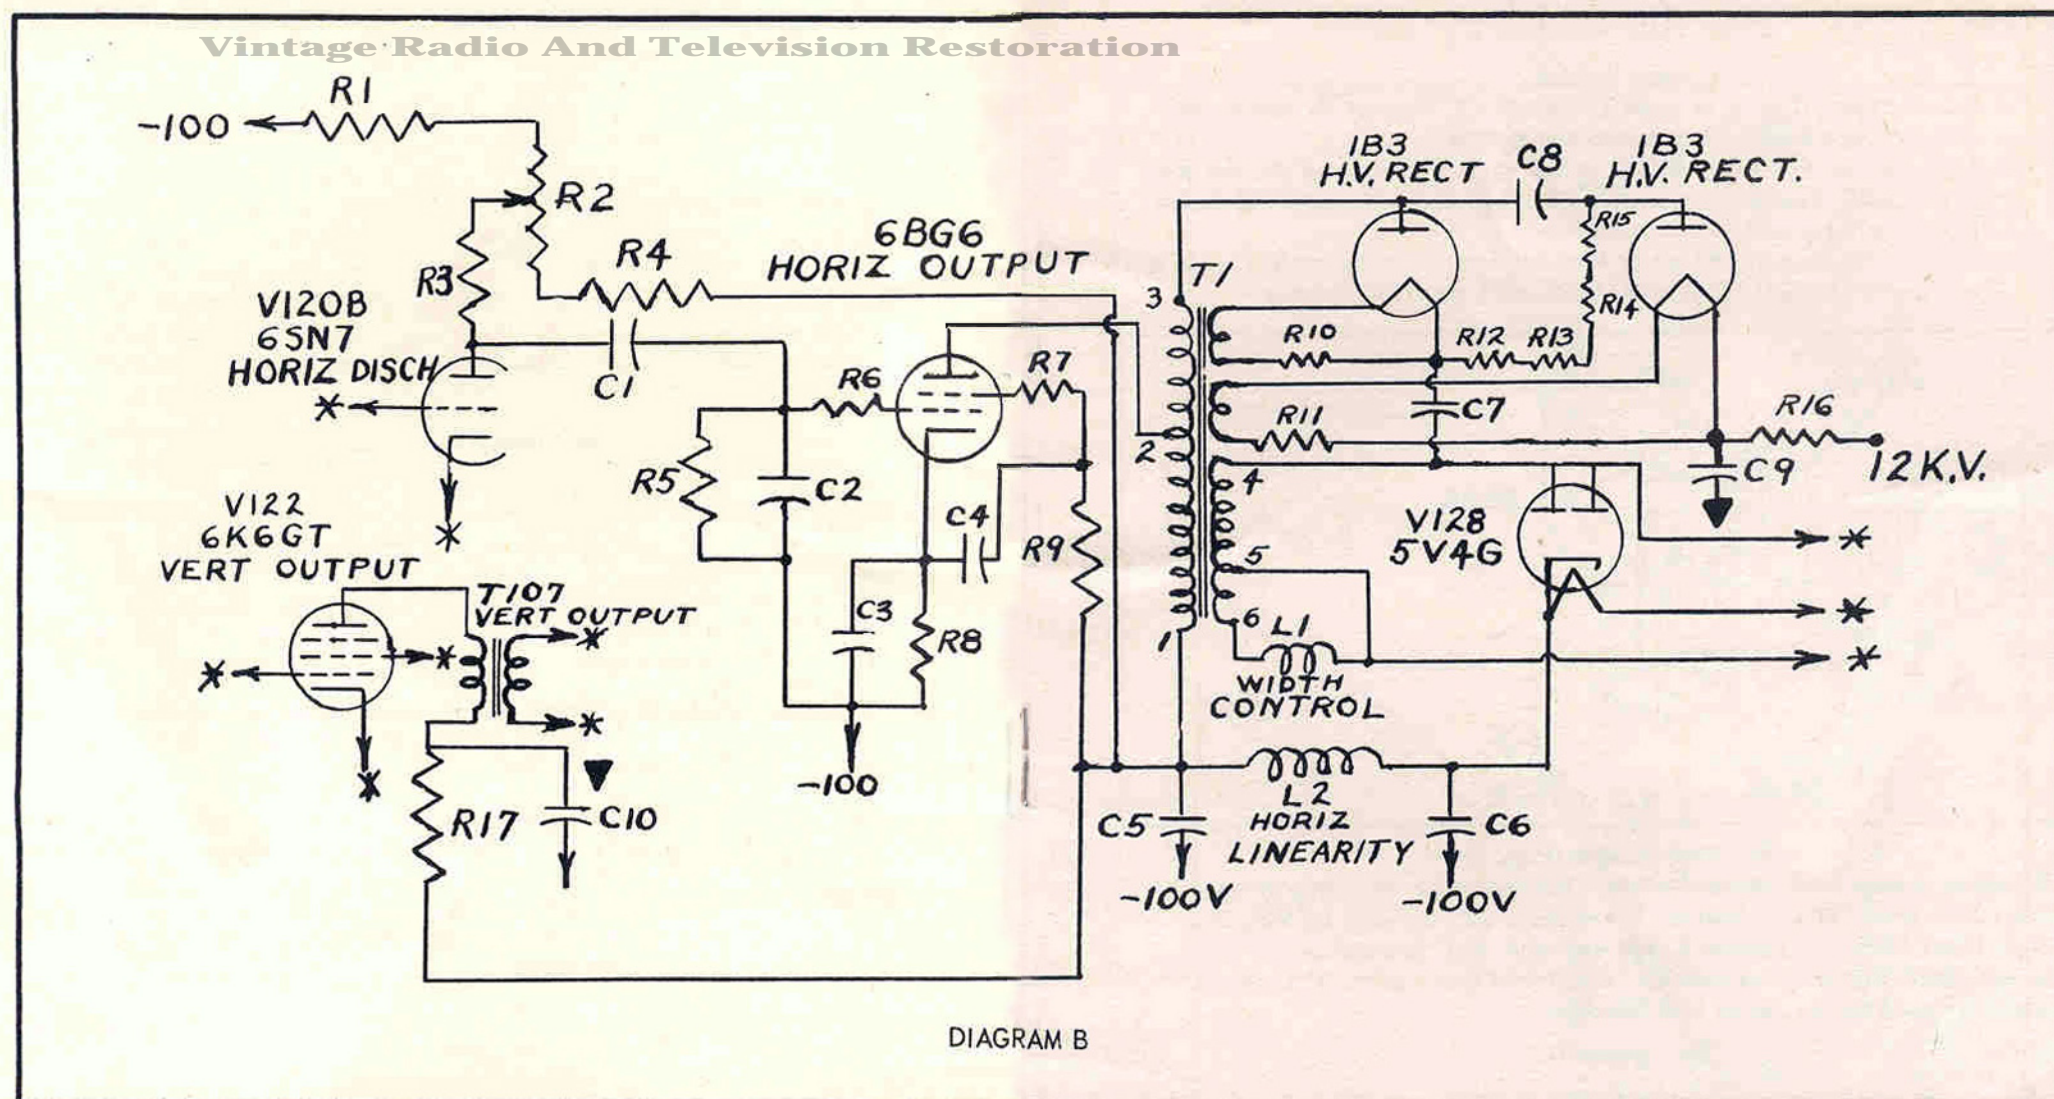 Vintage Radio And Television Restoration
R1
-100
R2
R3
R4
6BG6
HORIZ OUTPUT
1B3
H.V. RECT
C8
1B3
H.V. RECT.
R15
R14
V120B
6SN7
HORIZ DISCH
*
C1
T1
3
R10
R12
R13
R6
R7
C7
R11
R16
2
12K.V.
C9
R5
C2
4
V122
6K6GT
VERT OUTPUT
*
C4
R9
5
V128
5V4G
*
T107
VERT OUTPUT
*
*
*
*
*
C3
R8
1
6
L1
WIDTH
CONTROL
*
*
-100
R17
C10
C5
L2
HORIZ
LINEARITY
C6
-100V
-100V
DIAGRAM B